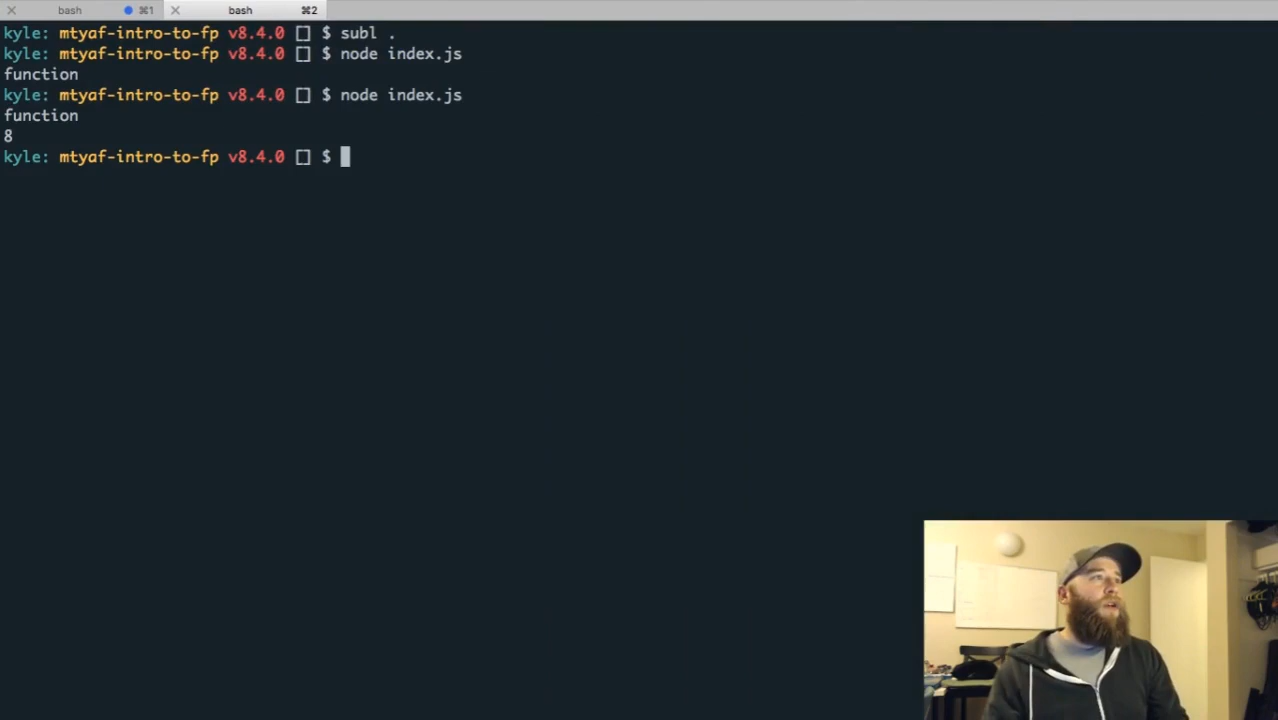 bash ⌘1 bash ⌘2
kyle: mtyaf-intro-to-fp v8.4.0 [] $ subl .
kyle: mtyaf-intro-to-fp v8.4.0 [] $ node index.js
function
kyle: mtyaf-intro-to-fp v8.4.0 [] $ node index.js
function
8
kyle: mtyaf-intro-to-fp v8.4.0 [] $